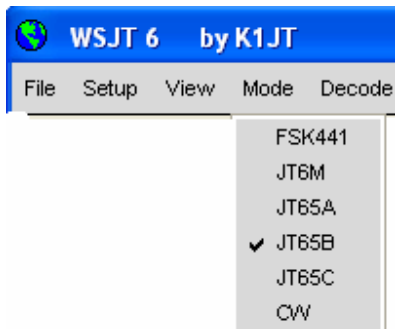 WSJT 6 by K1JT
File Setup View Mode Decode
FSK441
JT6M
JT65A
JT65B
JT65C
CW